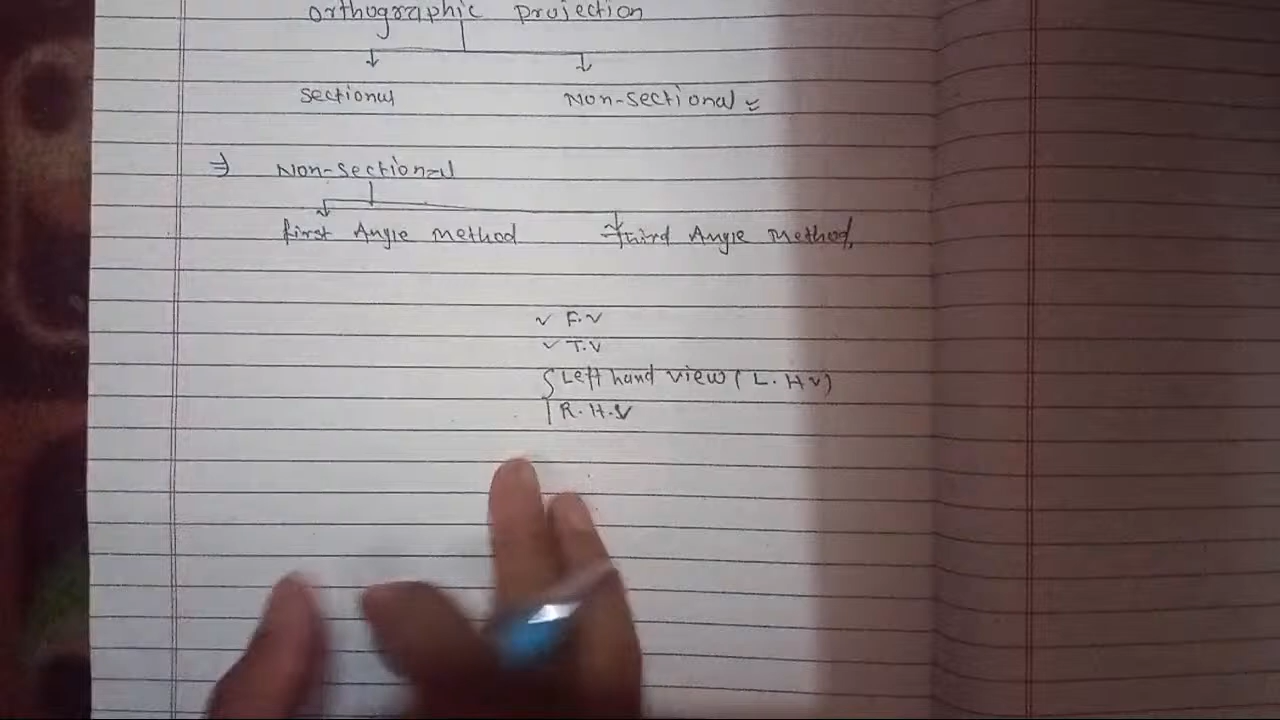 orthographic projection
sectional
Non-sectional
⇒ Non-sectional
first Angle method
Third Angle method,
✓ F.V
✓ T.V
Left hand view (L.H.V)
R.H.V